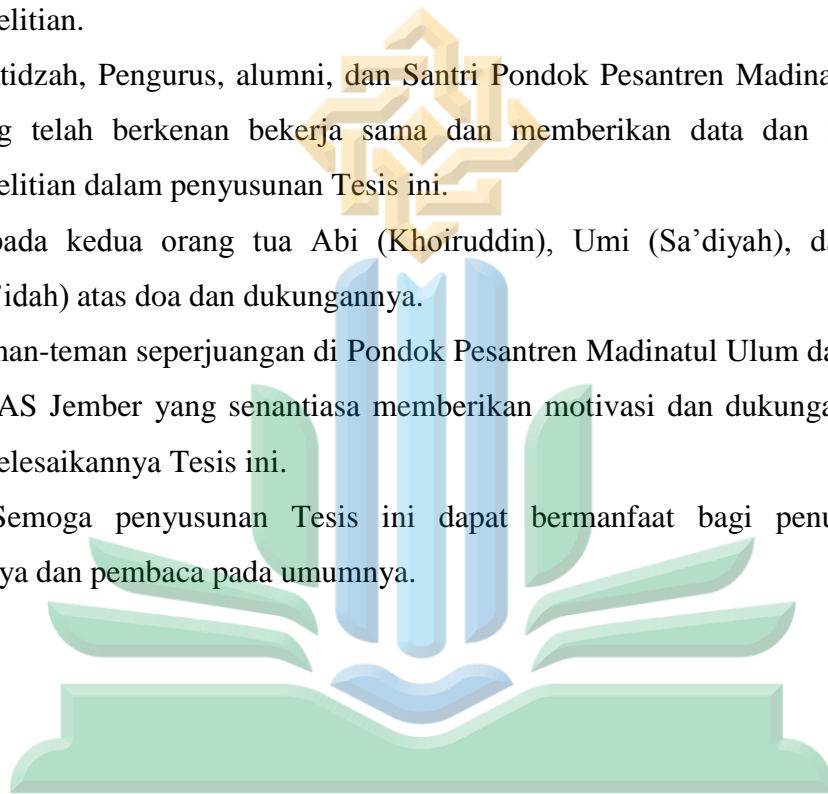 elitian.
tidzah, Pengurus, alumni, dan Santri Pondok Pesantren Madina
g telah berkenan bekerja sama dan memberikan data dan
elitian dalam penyusunan Tesis ini.
pada kedua orang tua Abi (Khoiruddin), Umi (Sa’diyah), da
’idah) atas doa dan dukungannya.
nan-teman seperjuangan di Pondok Pesantren Madinatul Ulum da
AS Jember yang senantiasa memberikan motivasi dan dukunga
elesaikannya Tesis ini.
Semoga penyusunan Tesis ini dapat bermanfaat bagi penu
ya dan pembaca pada umumnya.